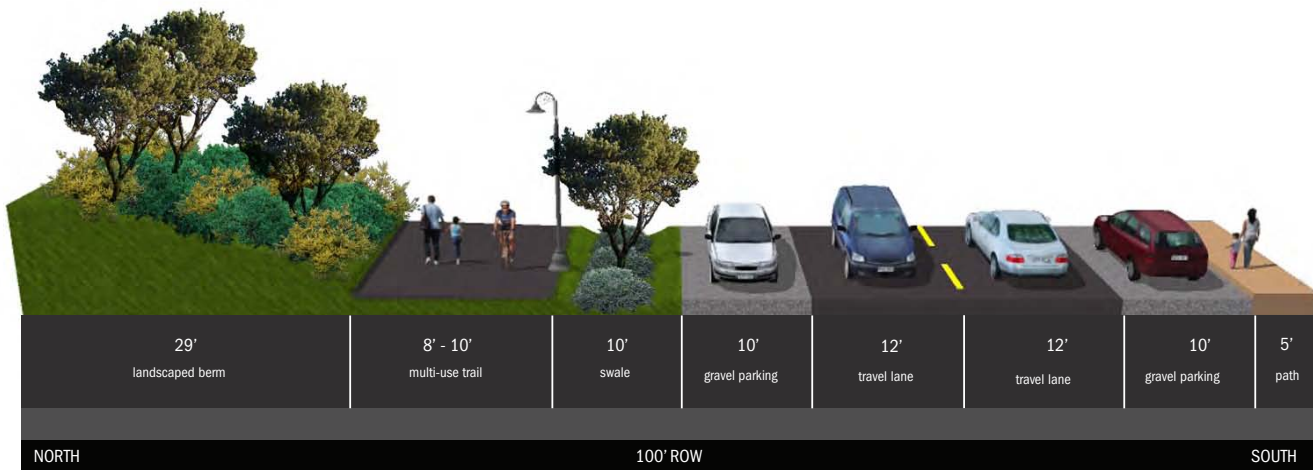 29’
landscaped berm
8’ - 10’
multi-use trail
10’
swale
10’
gravel parking
12’
travel lane
12’
travel lane
10’
gravel parking
5’
path
NORTH
100’ ROW
SOUTH